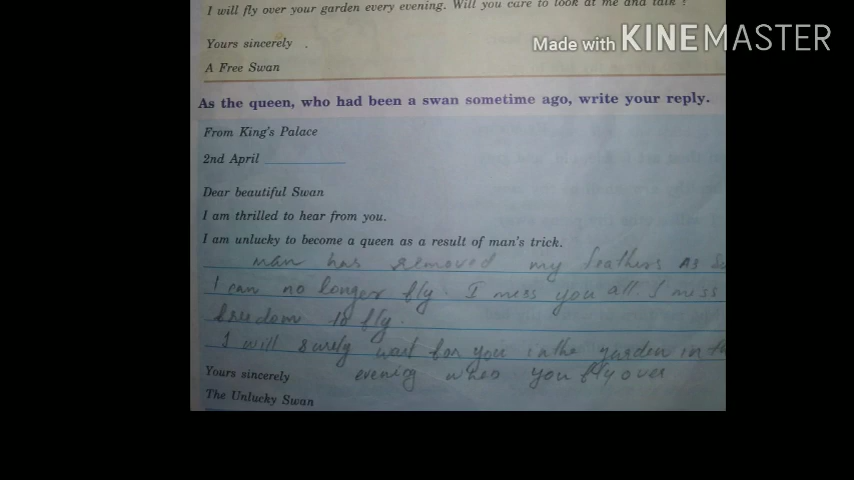 I will fly over your garden every evening. Will you care to look at me and talk ?
Yours sincerely .
Made with KINEMASTER
A Free Swan
As the queen, who had been a swan sometime ago, write your reply.
From King's Palace
2nd April
Dear beautiful Swan
I am thrilled to hear from you.
I am unlucky to become a queen as a result of man's trick.
man has removed my feathers As
I can no longer fly. I miss you all I miss
freedom to fly.
I will surely wait for you in the garden in th
Yours sincerely evening when you fly over
The Unlucky Swan